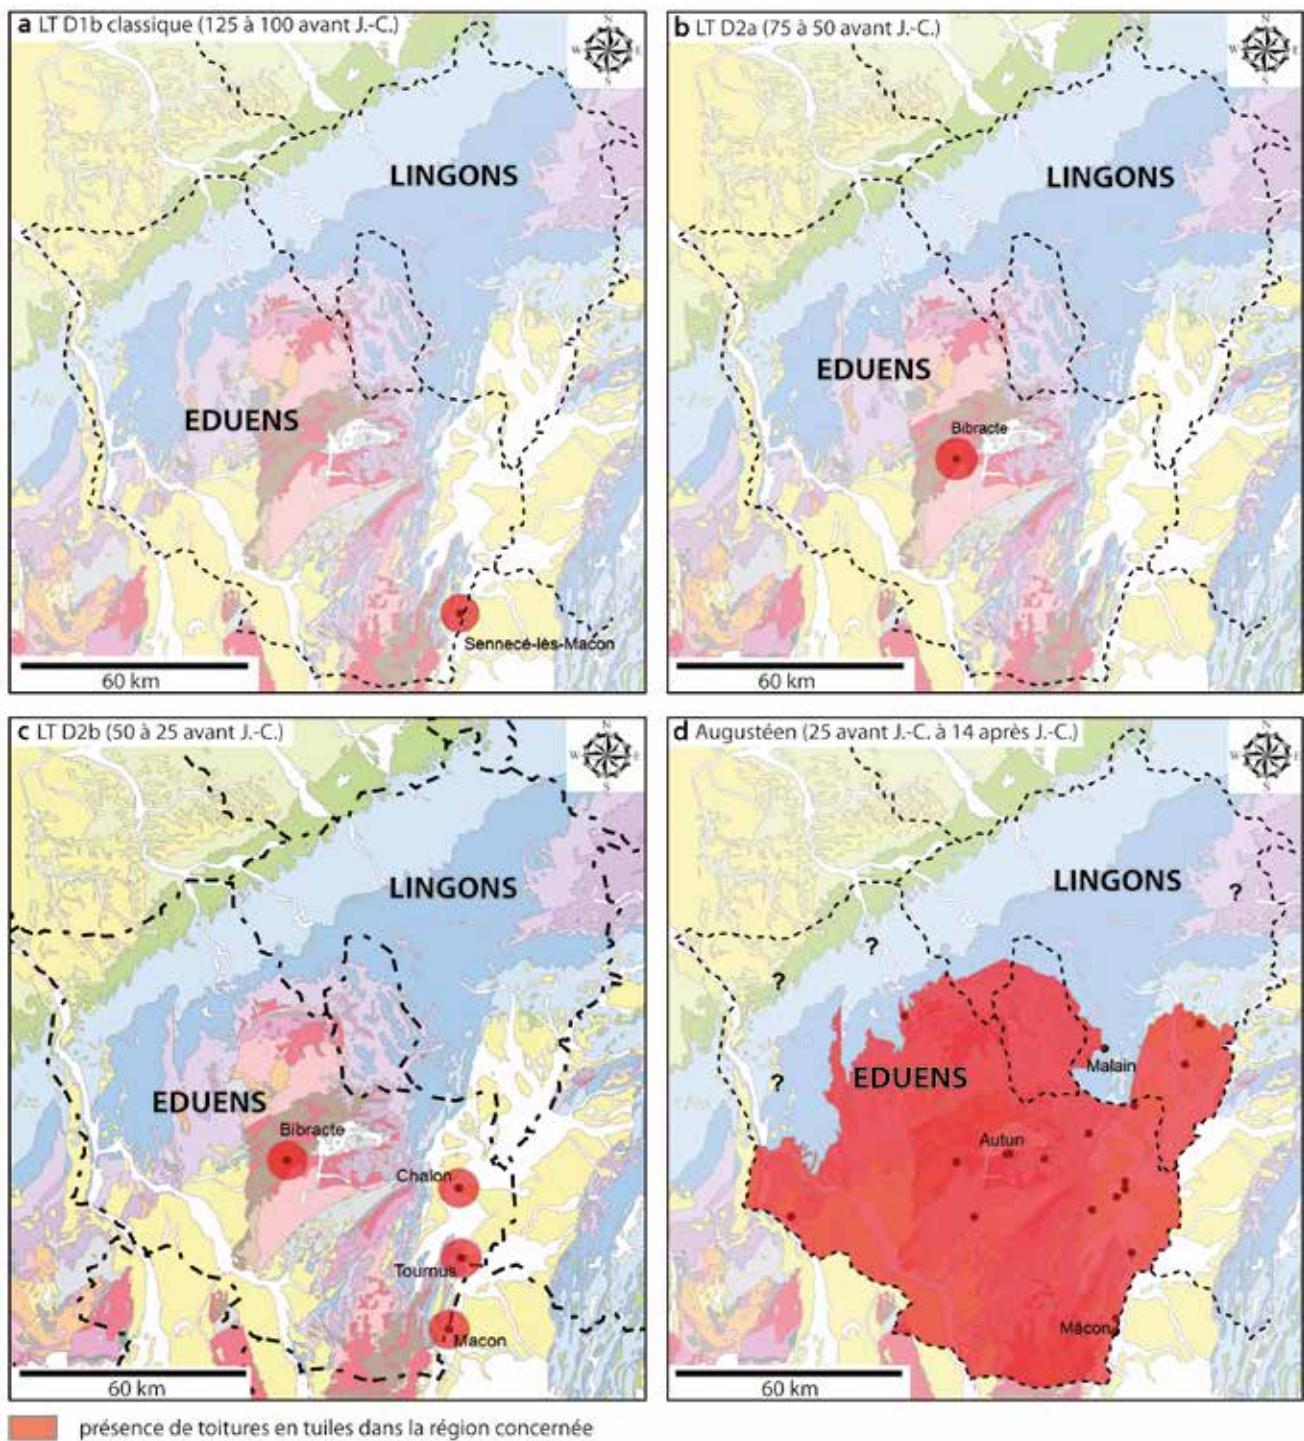 a LT D1b classique (125 à 100 avant J.-C.)
N
W E
S
LINGONS
EDUENS
Sennecé-lès-Macon
60 km
b LT D2a (75 à 50 avant J.-C.)
N
W E
S
LINGONS
EDUENS
Bibracte
60 km
c LT D2b (50 à 25 avant J.-C.)
N
W E
S
LINGONS
EDUENS
Bibracte
Chalon
Tournus
Macon
60 km
d Augustéen (25 avant J.-C. à 14 après J.-C.)
N
W E
S
LINGONS
?
?
?
?
Malain
EDUENS
Autun
Mâcon
60 km
présence de toitures en tuiles dans la région concernée